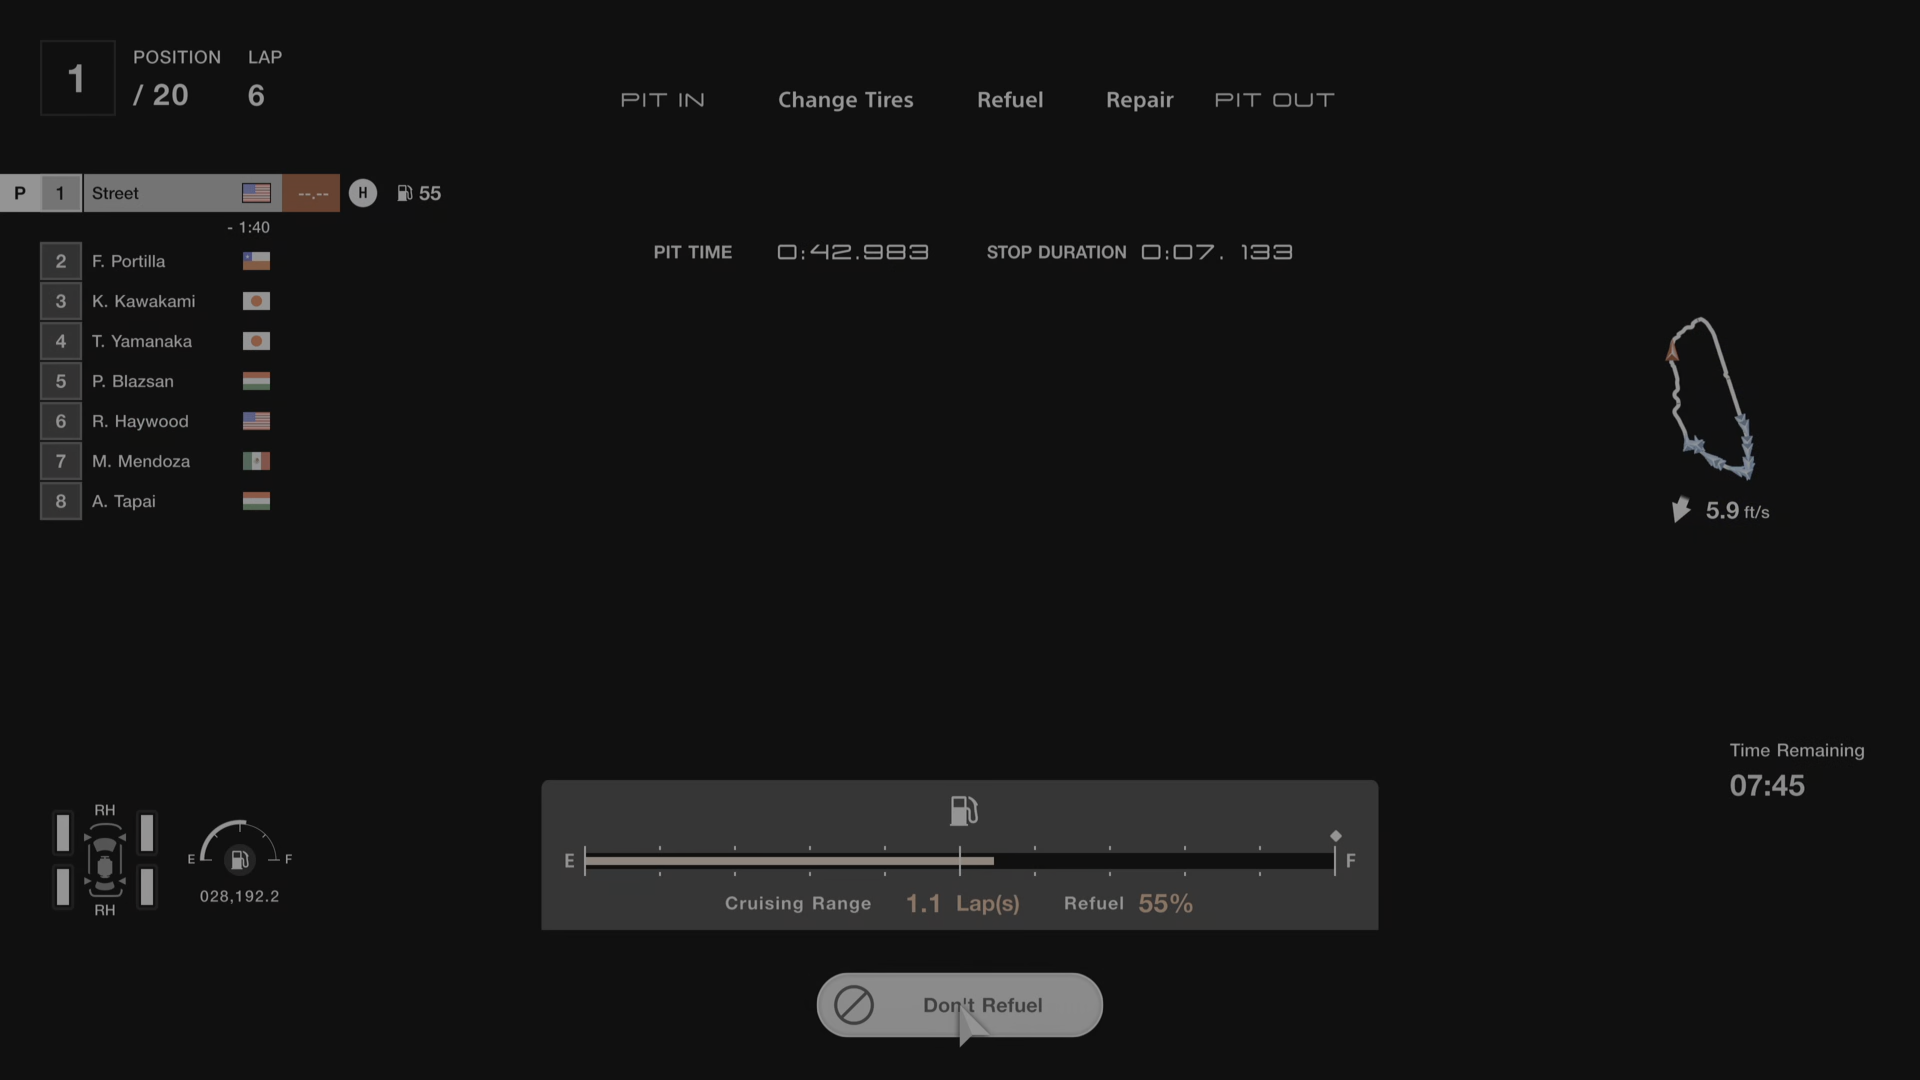 1
POSITION
/ 20
LAP
6
PIT IN
Change Tires
Refuel
Repair
PIT OUT
P 1 Street --.-- H 55
- 1:40
2 F. Portilla
3 K. Kawakami
4 T. Yamanaka
5 P. Blazsan
6 R. Haywood
7 M. Mendoza
8 A. Tapai
PIT TIME 0:42.983
STOP DURATION 0:07. 133
5.9 ft/s
Time Remaining
07:45
RH
RH
E F
028,192.2
E F
Cruising Range 1.1 Lap(s) Refuel 55%
Don't Refuel